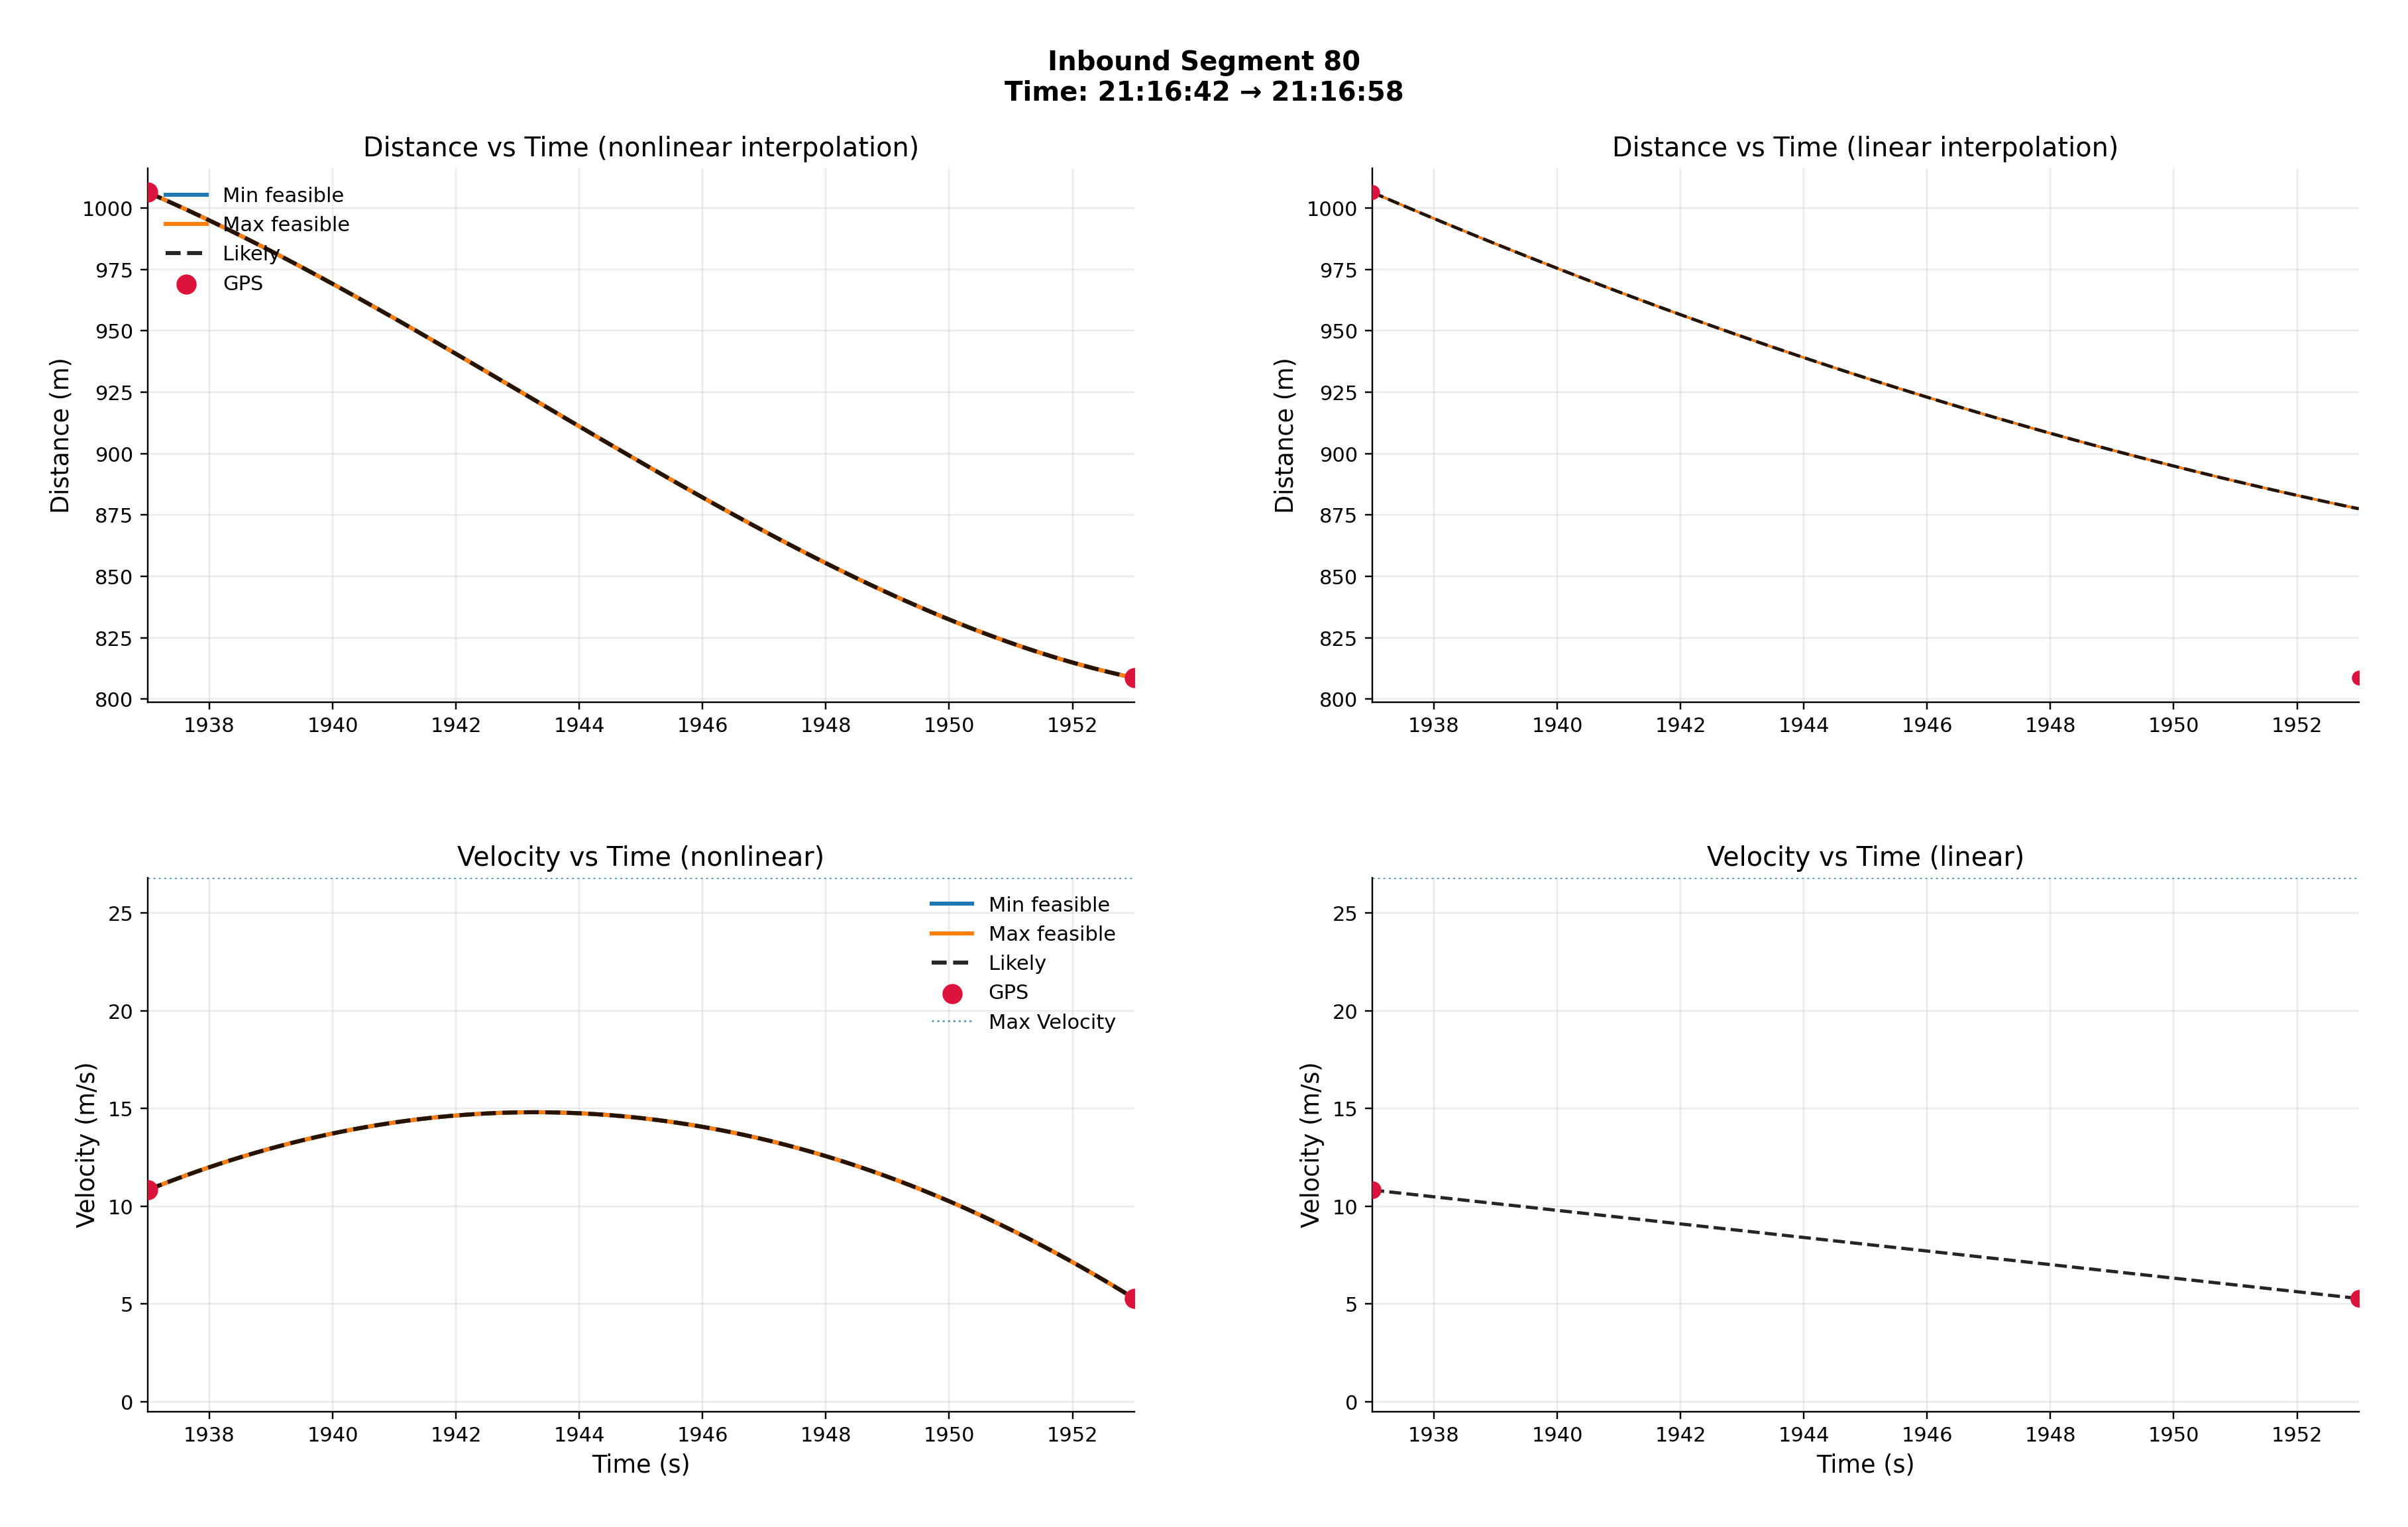 Inbound Segment 80
Time: 21:16:42 → 21:16:58
Distance vs Time (nonlinear interpolation)
Distance (m)
1000
975
950
925
900
875
850
825
800
Min feasible
Max feasible
Likely
GPS
1938 1940 1942 1944 1946 1948 1950 1952
Distance vs Time (linear interpolation)
Distance (m)
1000
975
950
925
900
875
850
825
800
1938 1940 1942 1944 1946 1948 1950 1952
Velocity vs Time (nonlinear)
Velocity (m/s)
25
20
15
10
5
0
Min feasible
Max feasible
Likely
GPS
Max Velocity
1938 1940 1942 1944 1946 1948 1950 1952
Time (s)
Velocity vs Time (linear)
Velocity (m/s)
25
20
15
10
5
0
1938 1940 1942 1944 1946 1948 1950 1952
Time (s)